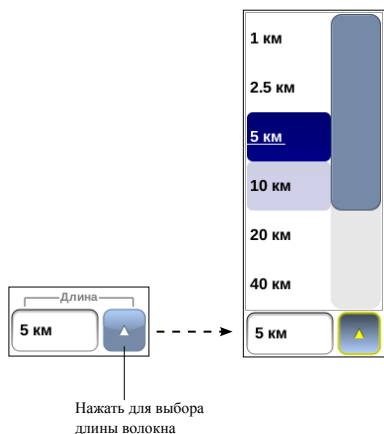 1 км
2.5 км
5 км
10 км
20 км
40 км
5 км
Длина
5 км
Нажать для выбора
длины волокна